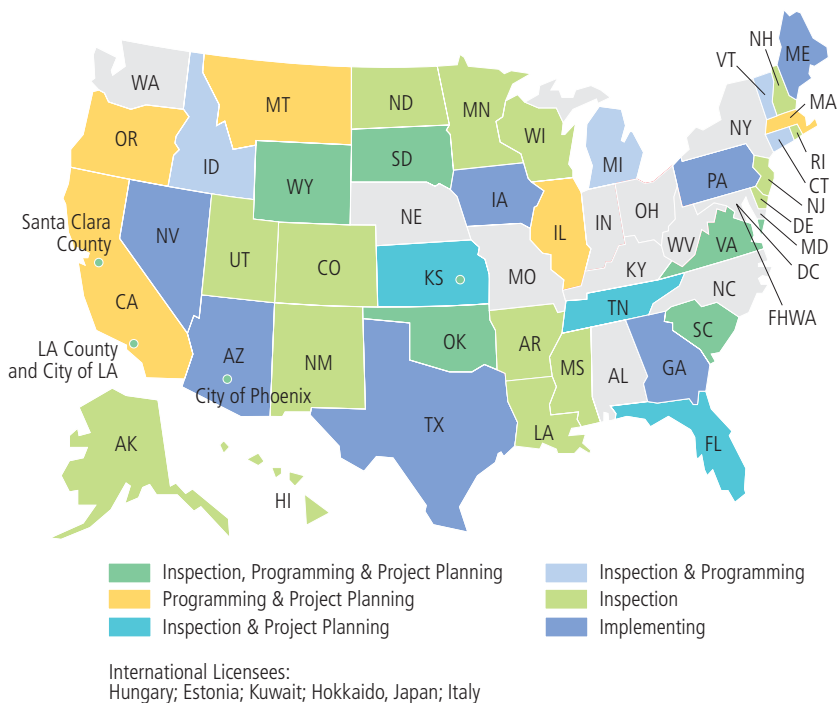 NH
ME
VT
WA
MA
MT
ND
MN
NY
OR
WI
RI
ID
SD
MI
CT
WY
PA
NJ
IA
Santa Clara
County
NE
OH
DE
NV
IL
IN
MD
UT
WV
VA
DC
CO
KS
MO
KY
CA
NC
FHWA
TN
LA County
and City of LA
AZ
OK
AR
SC
NM
MS
AL
GA
City of Phoenix
TX
LA
AK
FL
HI
Inspection, Programming & Project Planning
Programming & Project Planning
Inspection & Project Planning
Inspection & Programming
Inspection
Implementing
International Licensees:
Hungary; Estonia; Kuwait; Hokkaido, Japan; Italy